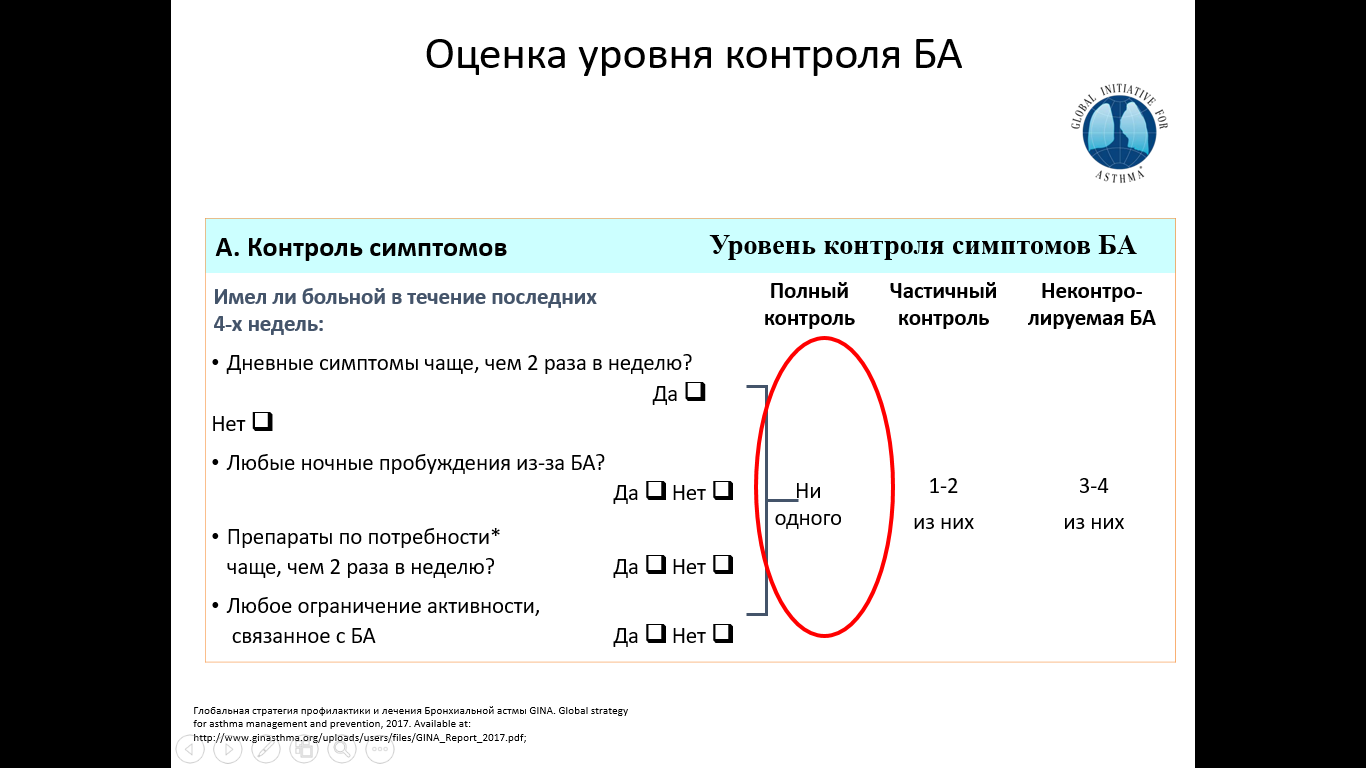 Оценка уровня контроля БА
GLOBAL INITIATIVE FOR
ASTHMA
А. Контроль симптомов
Уровень контроля симптомов БА
Имел ли больной в течение последних
4-х недель:
Полный
контроль
Частичный
контроль
Неконтро-
лируемая БА
• Дневные симптомы чаще, чем 2 раза в неделю?
Да ❑
Нет ❑
• Любые ночные пробуждения из-за БА?
Да ❑ Нет ❑
• Препараты по потребности*
чаще, чем 2 раза в неделю?
Да ❑ Нет ❑
• Любое ограничение активности,
связанное с БА
Да ❑ Нет ❑
Ни
одного
1-2
из них
3-4
из них
Глобальная стратегия профилактики и лечения Бронхиальной астмы GINA. Global strategy
for asthma management and prevention, 2017. Available at:
http://www.ginasthma.org/uploads/users/files/GINA_Report_2017.pdf;